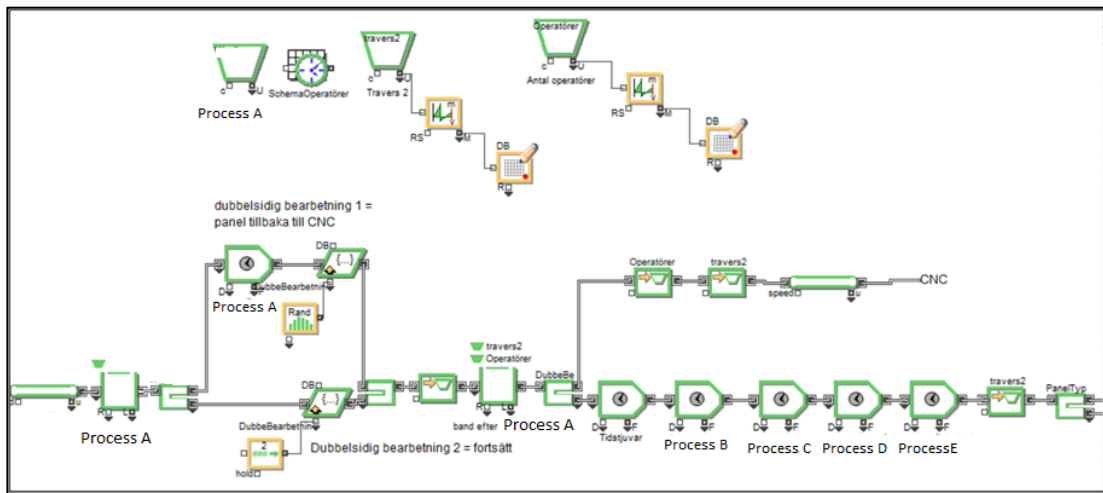 travers2
Operatörer
c U
SchemaOperatörer
Process A
c U
Travers 2
c U
Antal operatörer
RS M
RS M
DB
R
DB
R
dubbelsidig bearbetning 1 =
panel tillbaka till CNC
DB
{...}
D F
DubbeBearbetnin
Process A
Rand
Operatörer
travers2
speed u
CNC
travers2
Operatörer
DubbeBe
DB
{...}
u
R L
Process A
DubbeBearbetnin
2
hold
Dubbelsidig bearbetning 2 = fortsätt
R L
band efter
Process A
D F
Tidstjuvar
D F
Process B
D F
Process C
D F
Process D
D F
ProcessE
travers2
PanelTyp